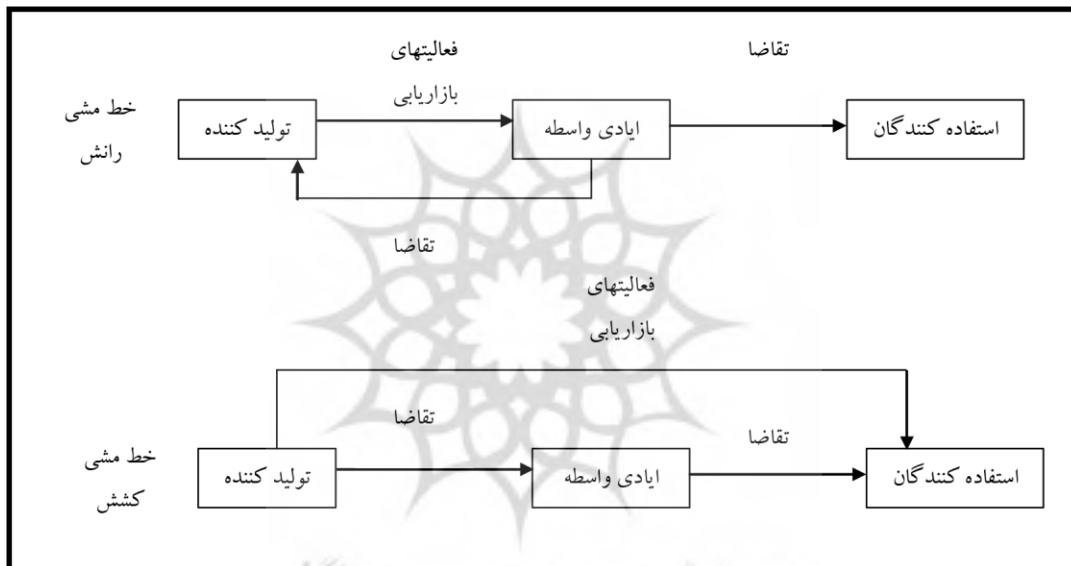 فعالیتهای
بازاریابی
تقاضا
خط مشی
رانش
تولید کننده
ایادی واسطه
استفاده کنندگان
تقاضا
فعالیتهای
بازاریابی
تقاضا
تقاضا
خط مشی
کشش
تولید کننده
ایادی واسطه
استفاده کنندگان